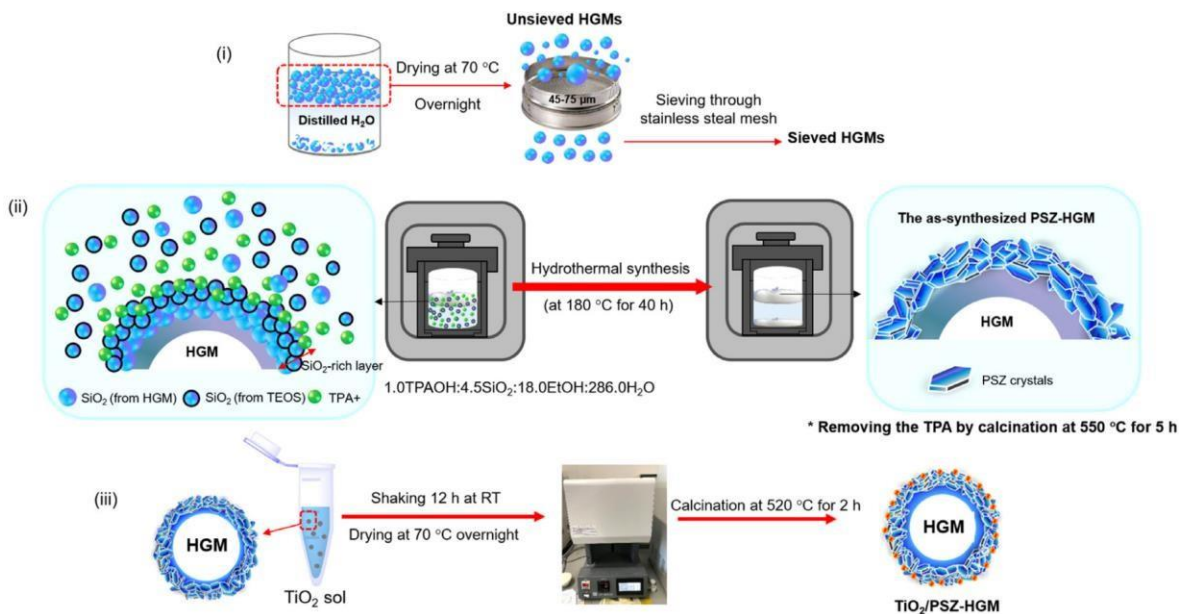 (i)
Distilled H₂O
Drying at 70 °C
Overnight
Unsieved HGMs
45-75 µm
Sieving through
stainless steal mesh
Sieved HGMs
(ii)
HGM
SiO₂-rich layer
SiO₂ (from HGM)
SiO₂ (from TEOS)
TPA+
Hydrothermal synthesis
(at 180 °C for 40 h)
1.0TPAOH:4.5SiO₂:18.0EtOH:286.0H₂O
The as-synthesized PSZ-HGM
HGM
PSZ crystals
* Removing the TPA by calcination at 550 °C for 5 h
(iii)
HGM
TiO₂ sol
Shaking 12 h at RT
Drying at 70 °C overnight
Calcination at 520 °C for 2 h
HGM
TiO₂/PSZ-HGM